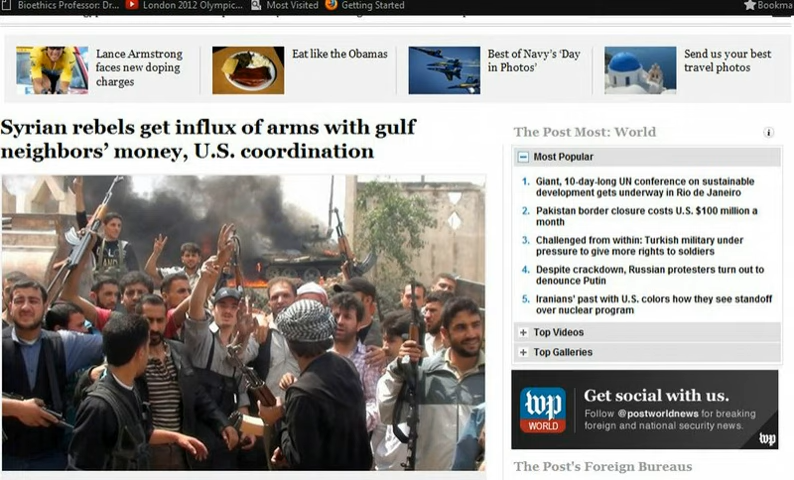 Bioethics Professor: Dr...
London 2012 Olympic...
Most Visited
Getting Started
Bookma
Lance Armstrong
faces new doping
charges
Eat like the Obamas
Best of Navy's 'Day
in Photos'
Send us your best
travel photos
Syrian rebels get influx of arms with gulf
neighbors' money, U.S. coordination
The Post Most: World
i
Most Popular
1. Giant, 10-day-long UN conference on sustainable
development gets underway in Rio de Janeiro
2. Pakistan border closure costs U.S. $100 million a
month
3. Challenged from within: Turkish military under
pressure to give more rights to soldiers
4. Despite crackdown, Russian protesters turn out to
denounce Putin
5. Iranians' past with U.S. colors how they see standoff
over nuclear program
Top Videos
Top Galleries
wp
WORLD
Get social with us.
Follow @postworldnews for breaking
foreign and national security news.
wp
The Post's Foreign Bureaus